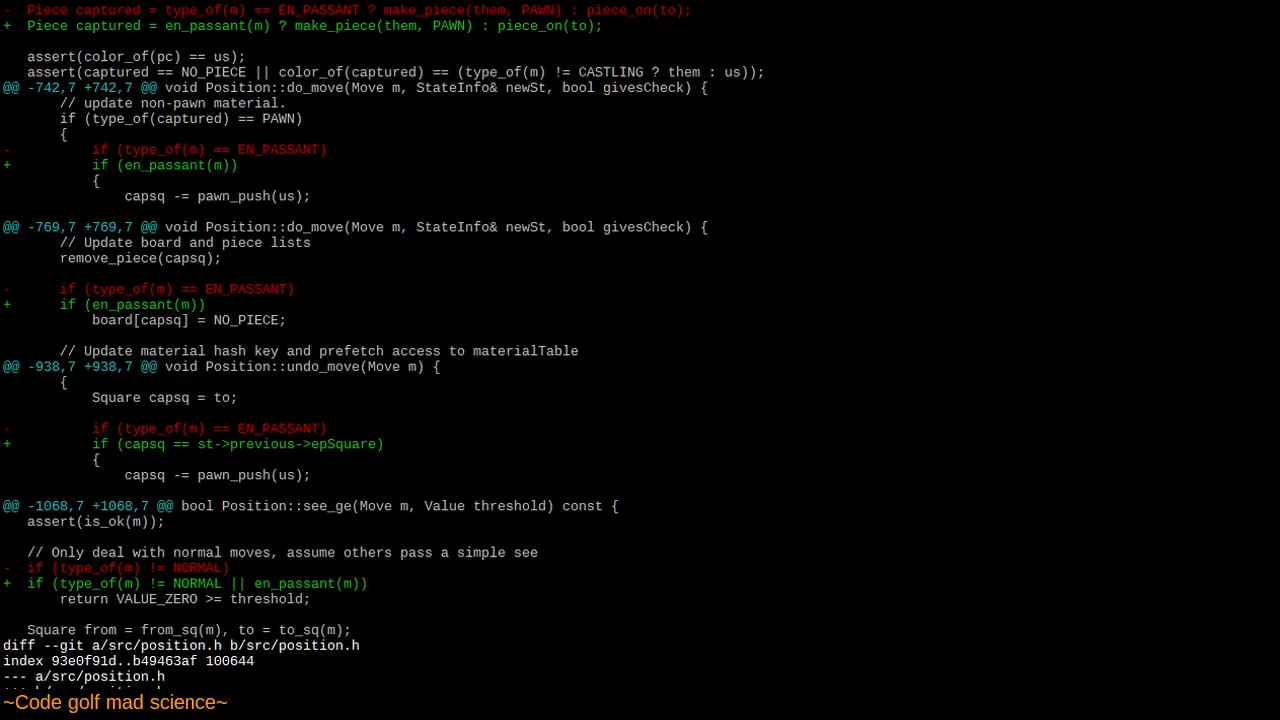 -  Piece captured = type_of(m) == EN_PASSANT ? make_piece(them, PAWN) : piece_on(to);
+  Piece captured = en_passant(m) ? make_piece(them, PAWN) : piece_on(to);
   assert(color_of(pc) == us);
   assert(captured == NO_PIECE || color_of(captured) == (type_of(m) != CASTLING ? them : us));
@@ -742,7 +742,7 @@ void Position::do_move(Move m, StateInfo& newSt, bool givesCheck) {
       // update non-pawn material.
       if (type_of(captured) == PAWN)
       {
-          if (type_of(m) == EN_PASSANT)
+          if (en_passant(m))
           {
               capsq -= pawn_push(us);
@@ -769,7 +769,7 @@ void Position::do_move(Move m, StateInfo& newSt, bool givesCheck) {
       // Update board and piece lists
       remove_piece(capsq);
-      if (type_of(m) == EN_PASSANT)
+      if (en_passant(m))
           board[capsq] = NO_PIECE;
       // Update material hash key and prefetch access to materialTable
@@ -938,7 +938,7 @@ void Position::undo_move(Move m) {
       {
           Square capsq = to;
-          if (type_of(m) == EN_PASSANT)
+          if (capsq == st->previous->epSquare)
           {
               capsq -= pawn_push(us);
@@ -1068,7 +1068,7 @@ bool Position::see_ge(Move m, Value threshold) const {
   assert(is_ok(m));
   // Only deal with normal moves, assume others pass a simple see
-  if (type_of(m) != NORMAL)
+  if (type_of(m) != NORMAL || en_passant(m))
       return VALUE_ZERO >= threshold;
   Square from = from_sq(m), to = to_sq(m);
diff --git a/src/position.h b/src/position.h
index 93e0f91d..b49463af 100644
--- a/src/position.h
~Code golf mad science~